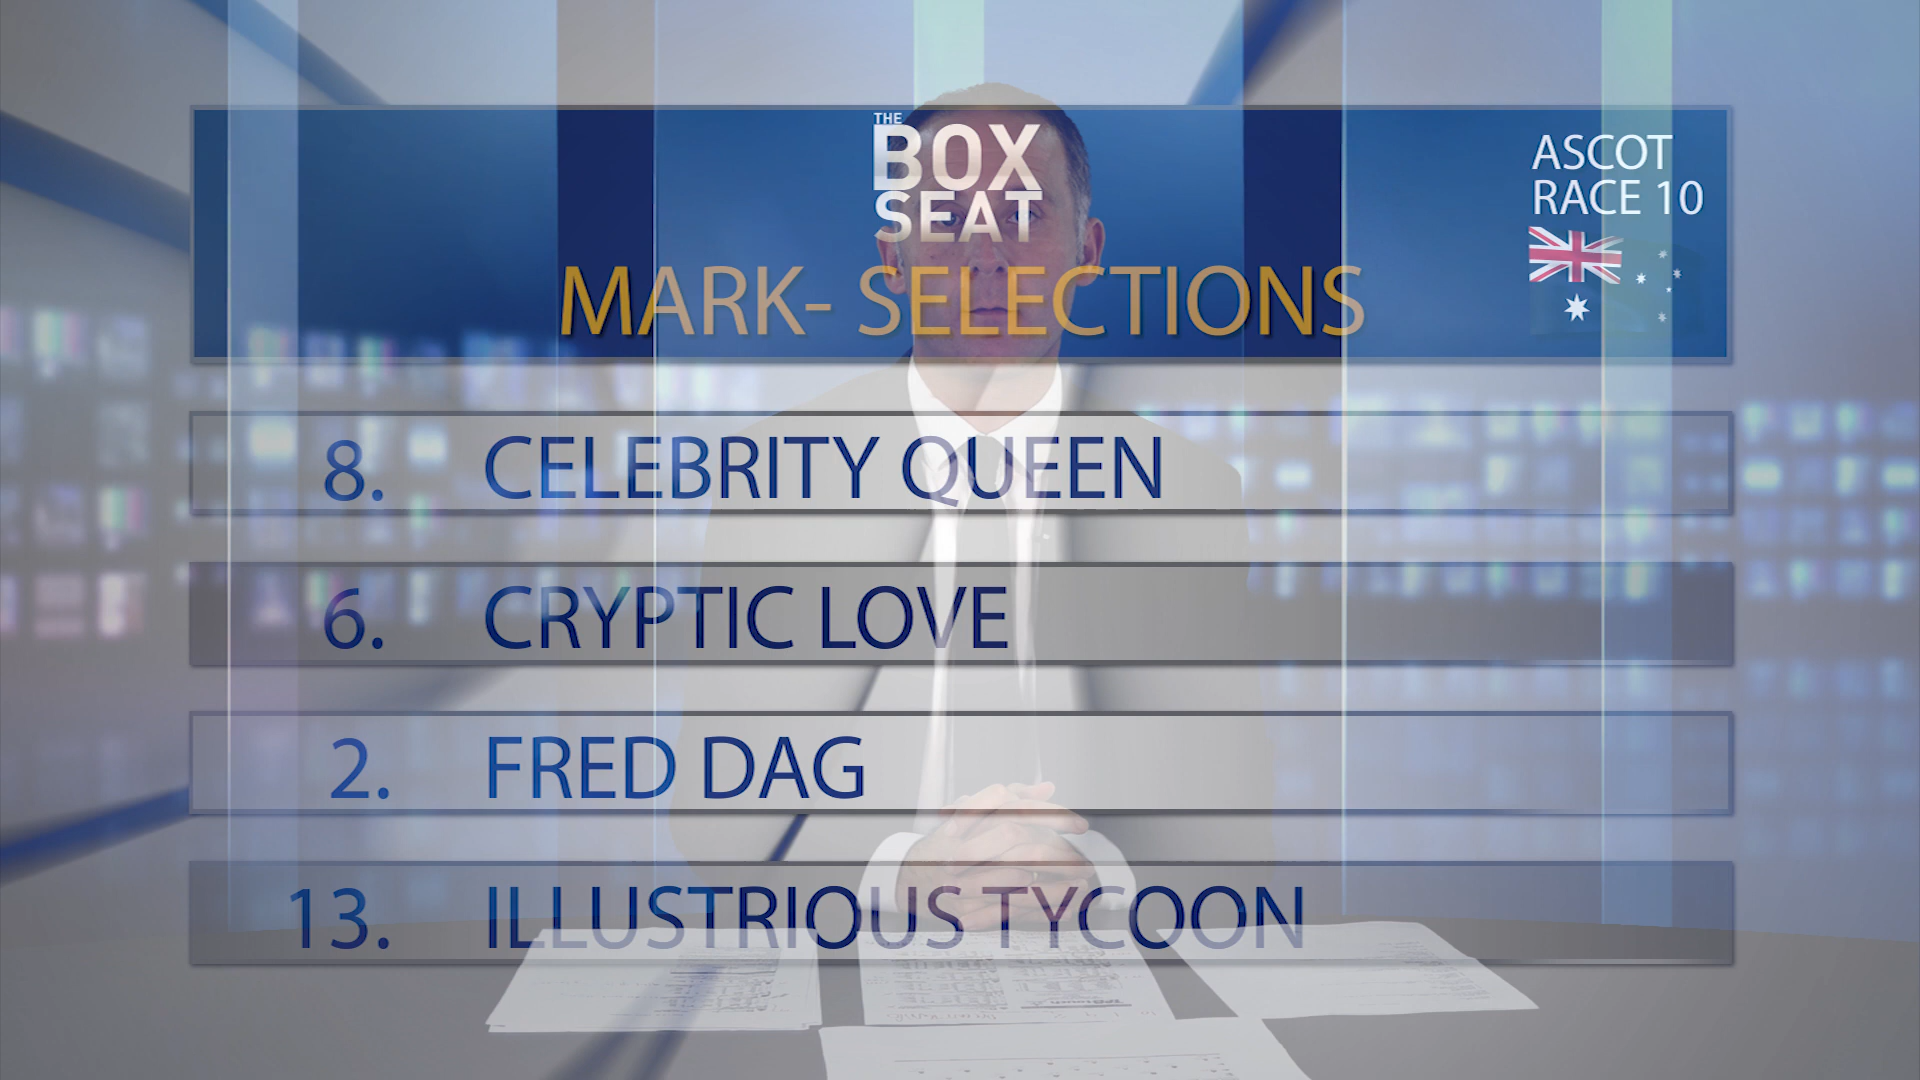 THE
BOX
SEAT
ASCOT
RACE 10
MARK- SELECTIONS
8. CELEBRITY QUEEN
6. CRYPTIC LOVE
2. FRED DAG
13. ILLUSTRIOUS TYCOON